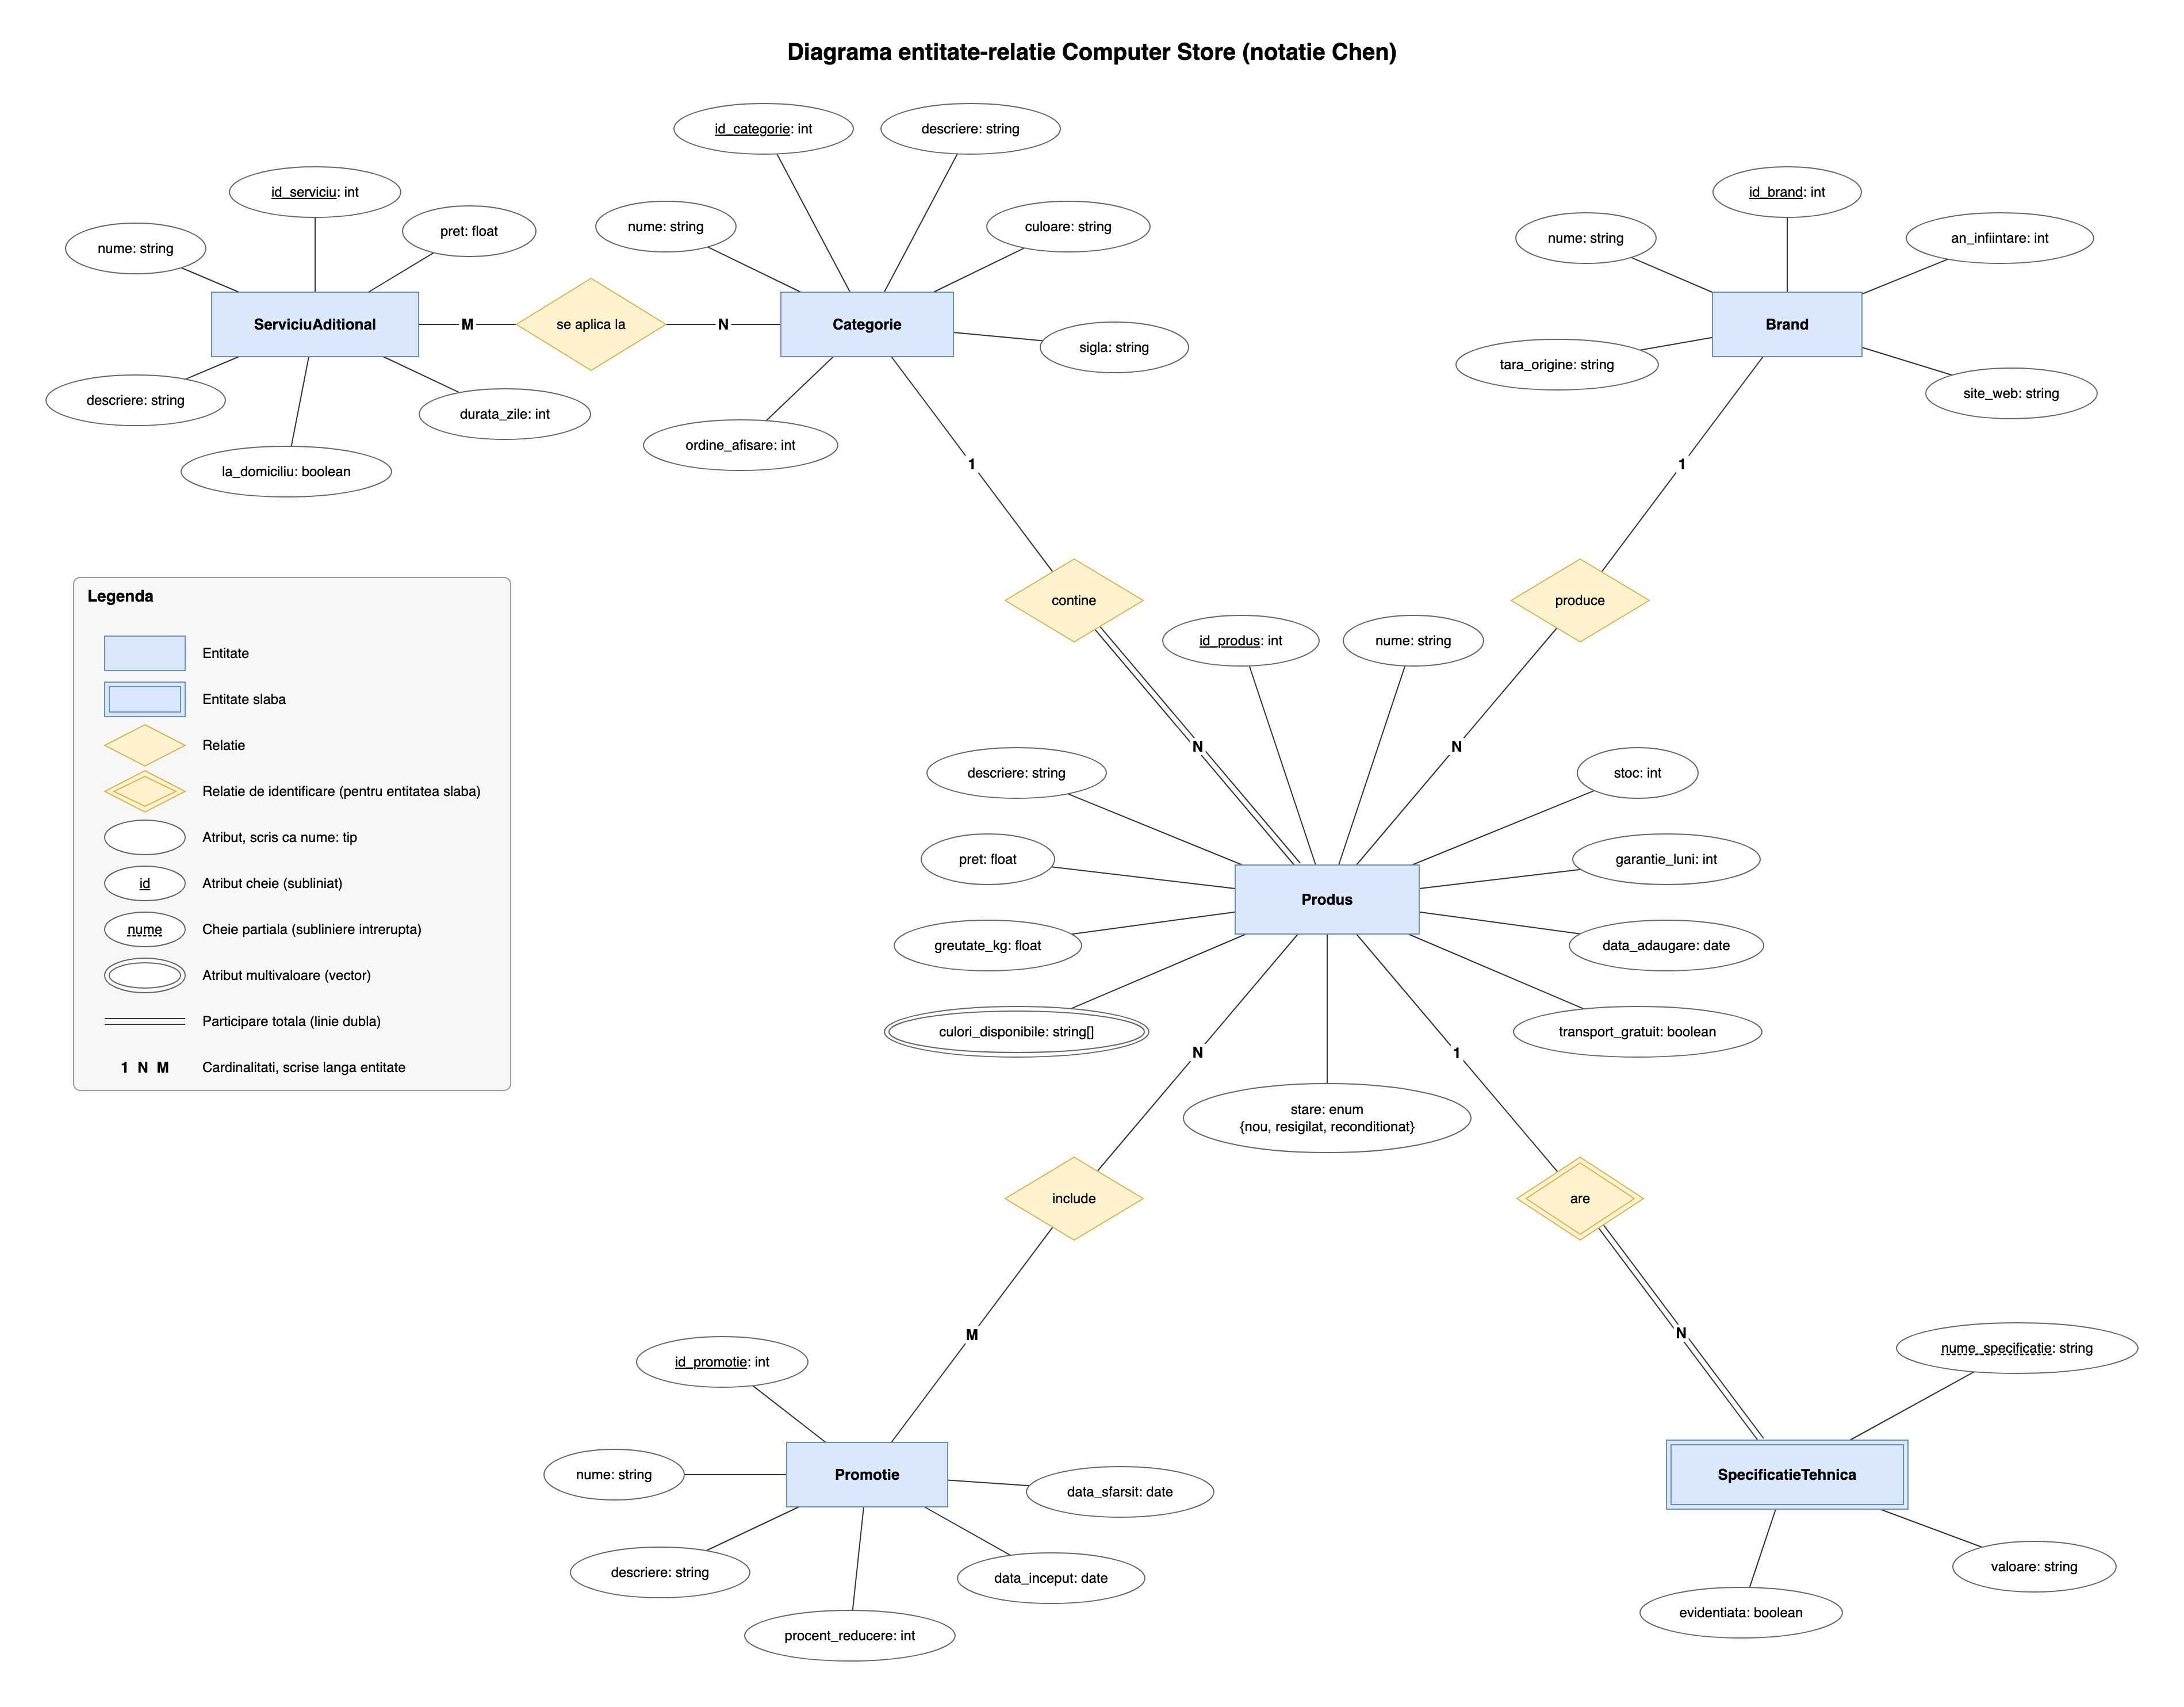 Diagrama entitate-relatie Computer Store (notatie Chen)
id_categorie: int
descriere: string
id_serviciu: int
nume: string
pret: float
nume: string
culoare: string
ServiciuAditional
M
se aplica la
N
Categorie
sigla: string
descriere: string
durata_zile: int
la_domiciliu: boolean
ordine_afisare: int
id_brand: int
nume: string
an_infiintare: int
Brand
tara_origine: string
site_web: string
1
1
contine
produce
Legenda
Entitate
Entitate slaba
Relatie
Relatie de identificare (pentru entitatea slaba)
Atribut, scris ca nume: tip
id
Atribut cheie (subliniat)
nume
Cheie partiala (subliniere intrerupta)
Atribut multivaloare (vector)
Participare totala (linie dubla)
1 N M
Cardinalitati, scrise langa entitate
id_produs: int
nume: string
N
N
descriere: string
stoc: int
pret: float
garantie_luni: int
Produs
greutate_kg: float
data_adaugare: date
culori_disponibile: string[]
transport_gratuit: boolean
N
1
stare: enum
{nou, resigilat, reconditionat}
include
are
M
N
id_promotie: int
nume: string
Promotie
data_sfarsit: date
descriere: string
data_inceput: date
procent_reducere: int
nume_specificatie: string
SpecificatieTehnica
valoare: string
evidentiata: boolean